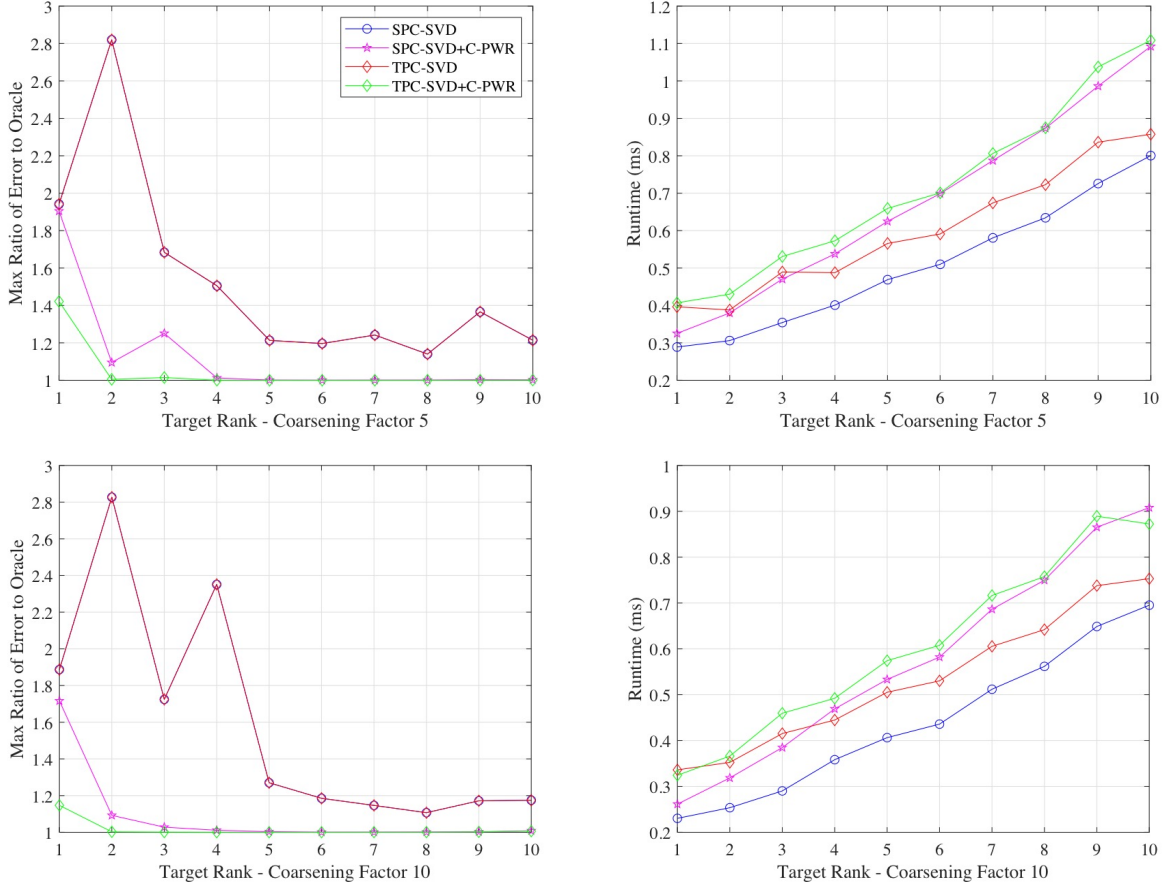 3
2.8
2.6
2.4
2.2
2
1.8
1.6
1.4
1.2
1
Max Ratio of Error to Oracle
SPC-SVD
SPC-SVD+C-PWR
TPC-SVD
TPC-SVD+C-PWR
1 2 3 4 5 6 7 8 9 10
Target Rank - Coarsening Factor 5
1.2
1.1
1
0.9
0.8
0.7
0.6
0.5
0.4
0.3
0.2
Runtime (ms)
1 2 3 4 5 6 7 8 9 10
Target Rank - Coarsening Factor 5
3
2.8
2.6
2.4
2.2
2
1.8
1.6
1.4
1.2
1
Max Ratio of Error to Oracle
1 2 3 4 5 6 7 8 9 10
Target Rank - Coarsening Factor 10
1
0.9
0.8
0.7
0.6
0.5
0.4
0.3
0.2
Runtime (ms)
1 2 3 4 5 6 7 8 9 10
Target Rank - Coarsening Factor 10